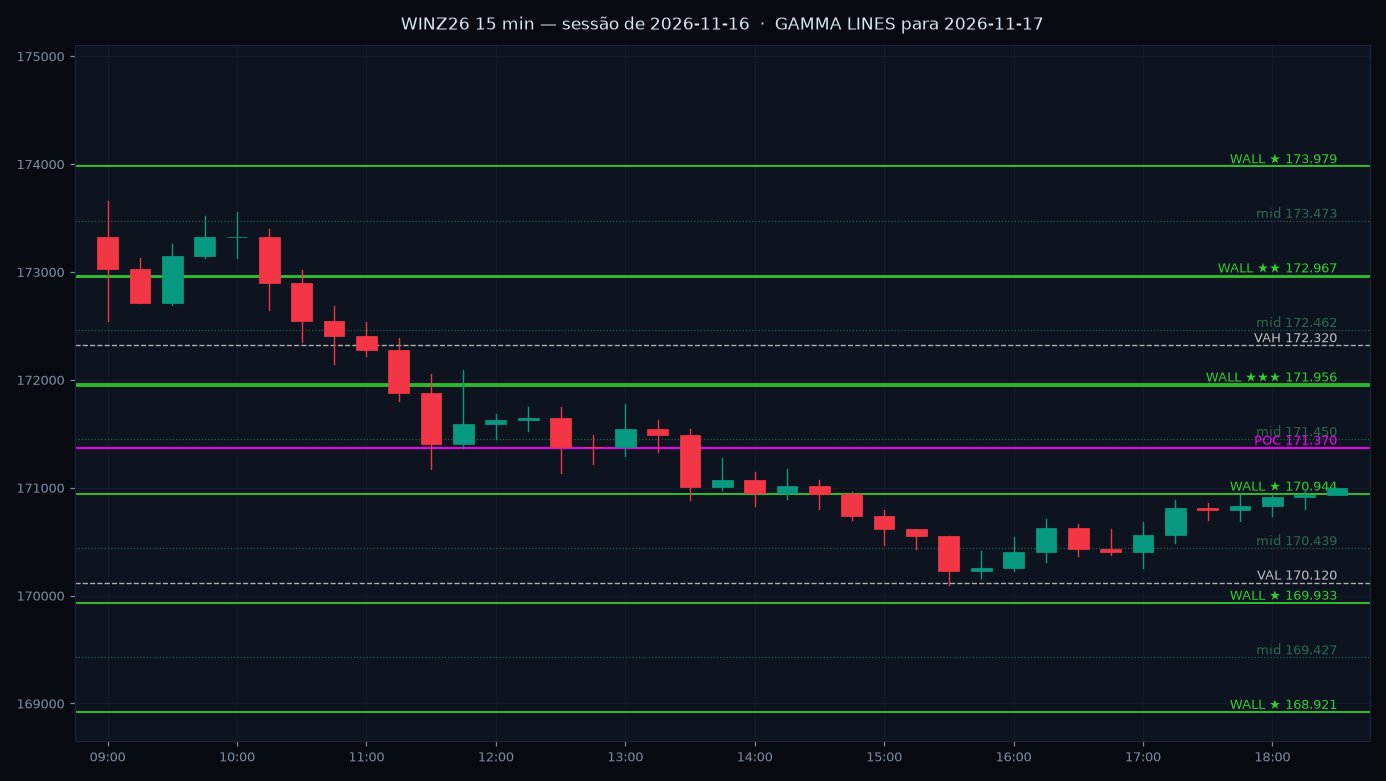 WINZ26 15 min — sessão de 2026-11-16 · GAMMA LINES para 2026-11-17
175000
174000
173000
172000
171000
170000
169000
WALL ★ 173.979
mid 173.473
WALL ★★ 172.967
mid 172.462
VAH 172.320
WALL ★★★ 171.956
mid 171.450
POC 171.370
WALL ★ 170.944
mid 170.439
VAL 170.120
WALL ★ 169.933
mid 169.427
WALL ★ 168.921
09:00 10:00 11:00 12:00 13:00 14:00 15:00 16:00 17:00 18:00